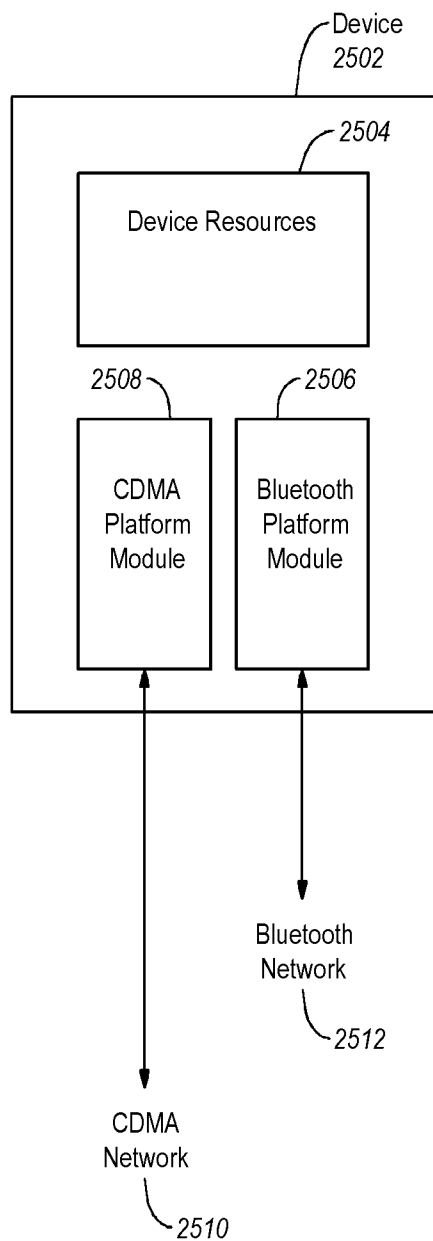 Device
2502
2504
Device Resources
2508
2506
CDMA
Platform
Module
Bluetooth
Platform
Module
Bluetooth
Network
2512
CDMA
Network
2510